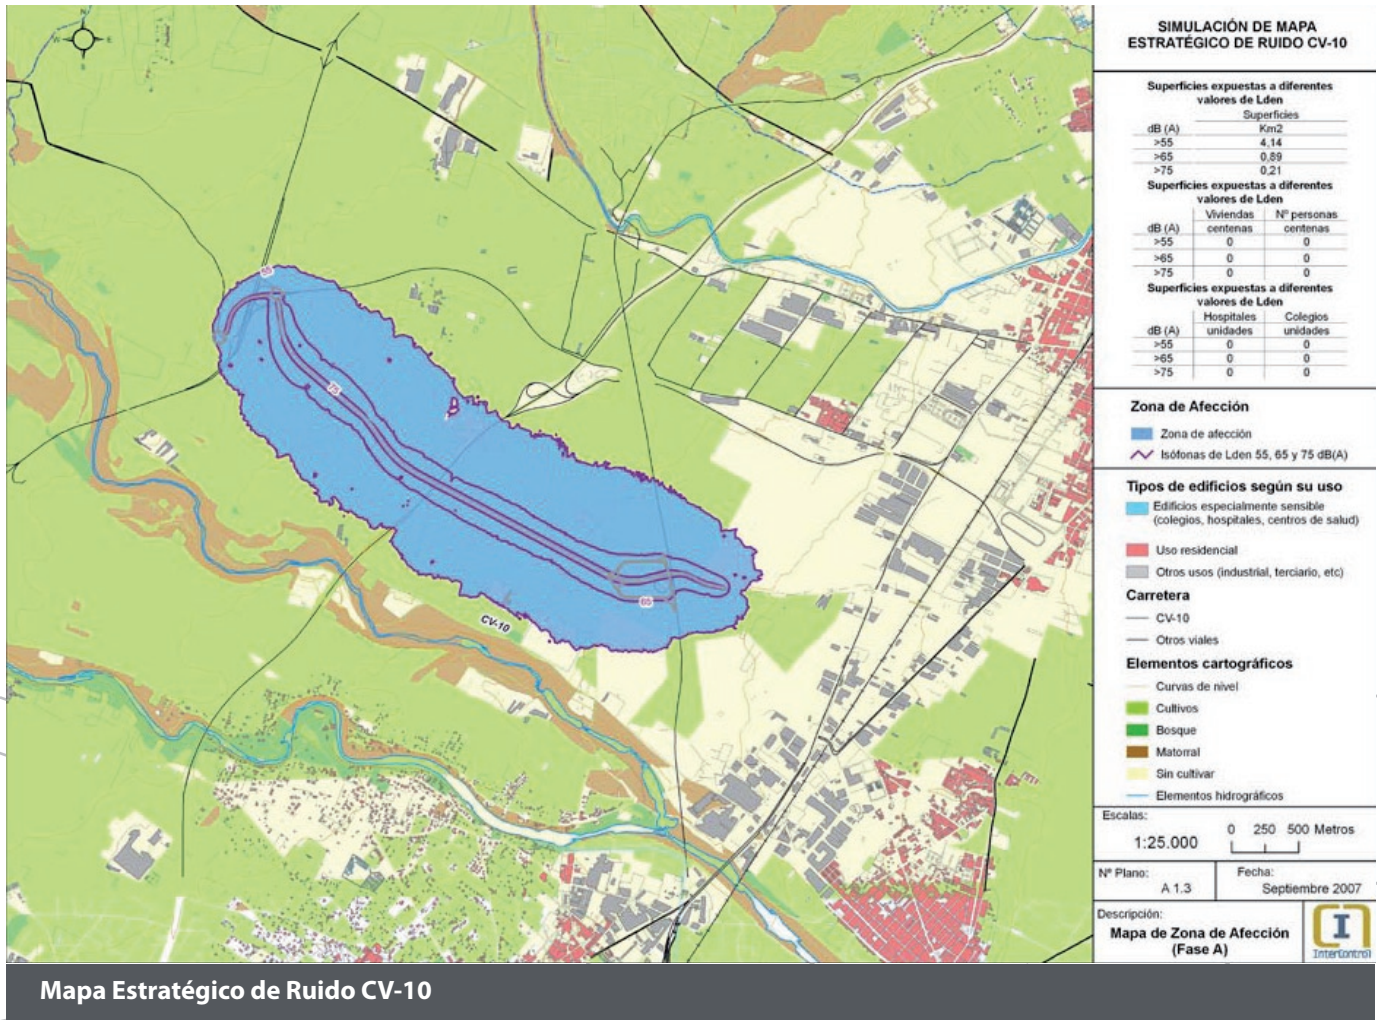 N
W
E
S
55
75
65
CV-10
SIMULACIÓN DE MAPA
ESTRATÉGICO DE RUIDO CV-10
Superficies expuestas a diferentes
valores de Lden
Superficies
dB (A) Km2
>55 4,14
>65 0,89
>75 0,21
Superficies expuestas a diferentes
valores de Lden
Viviendas Nº personas
dB (A) centenas centenas
>55 0 0
>65 0 0
>75 0 0
Superficies expuestas a diferentes
valores de Lden
Hospitales Colegios
dB (A) unidades unidades
>55 0 0
>65 0 0
>75 0 0
Zona de Afección
Zona de afección
Isófonas de Lden 55, 65 y 75 dB(A)
Tipos de edificios según su uso
Edificios especialmente sensible
(colegios, hospitales, centros de salud)
Uso residencial
Otros usos (industrial, terciario, etc)
Carretera
CV-10
Otros viales
Elementos cartográficos
Curvas de nivel
Cultivos
Bosque
Matorral
Sin cultivar
Elementos hidrográficos
Escalas:
1:25.000
0 250 500 Metros
Nº Plano:
A 1.3
Fecha:
Septiembre 2007
Descripción:
Mapa de Zona de Afección
(Fase A)
InterControl
Mapa Estratégico de Ruido CV-10